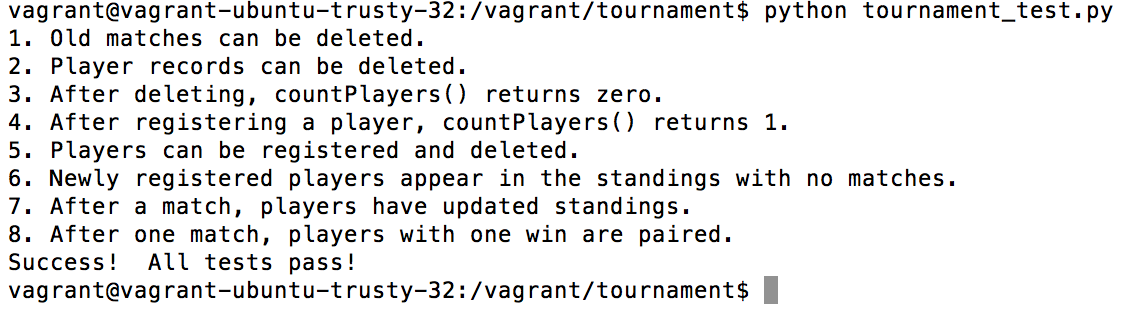 vagrant@vagrant-ubuntu-trusty-32:/vagrant/tournament$ python tournament_test.py
1. Old matches can be deleted.
2. Player records can be deleted.
3. After deleting, countPlayers() returns zero.
4. After registering a player, countPlayers() returns 1.
5. Players can be registered and deleted.
6. Newly registered players appear in the standings with no matches.
7. After a match, players have updated standings.
8. After one match, players with one win are paired.
Success!  All tests pass!
vagrant@vagrant-ubuntu-trusty-32:/vagrant/tournament$